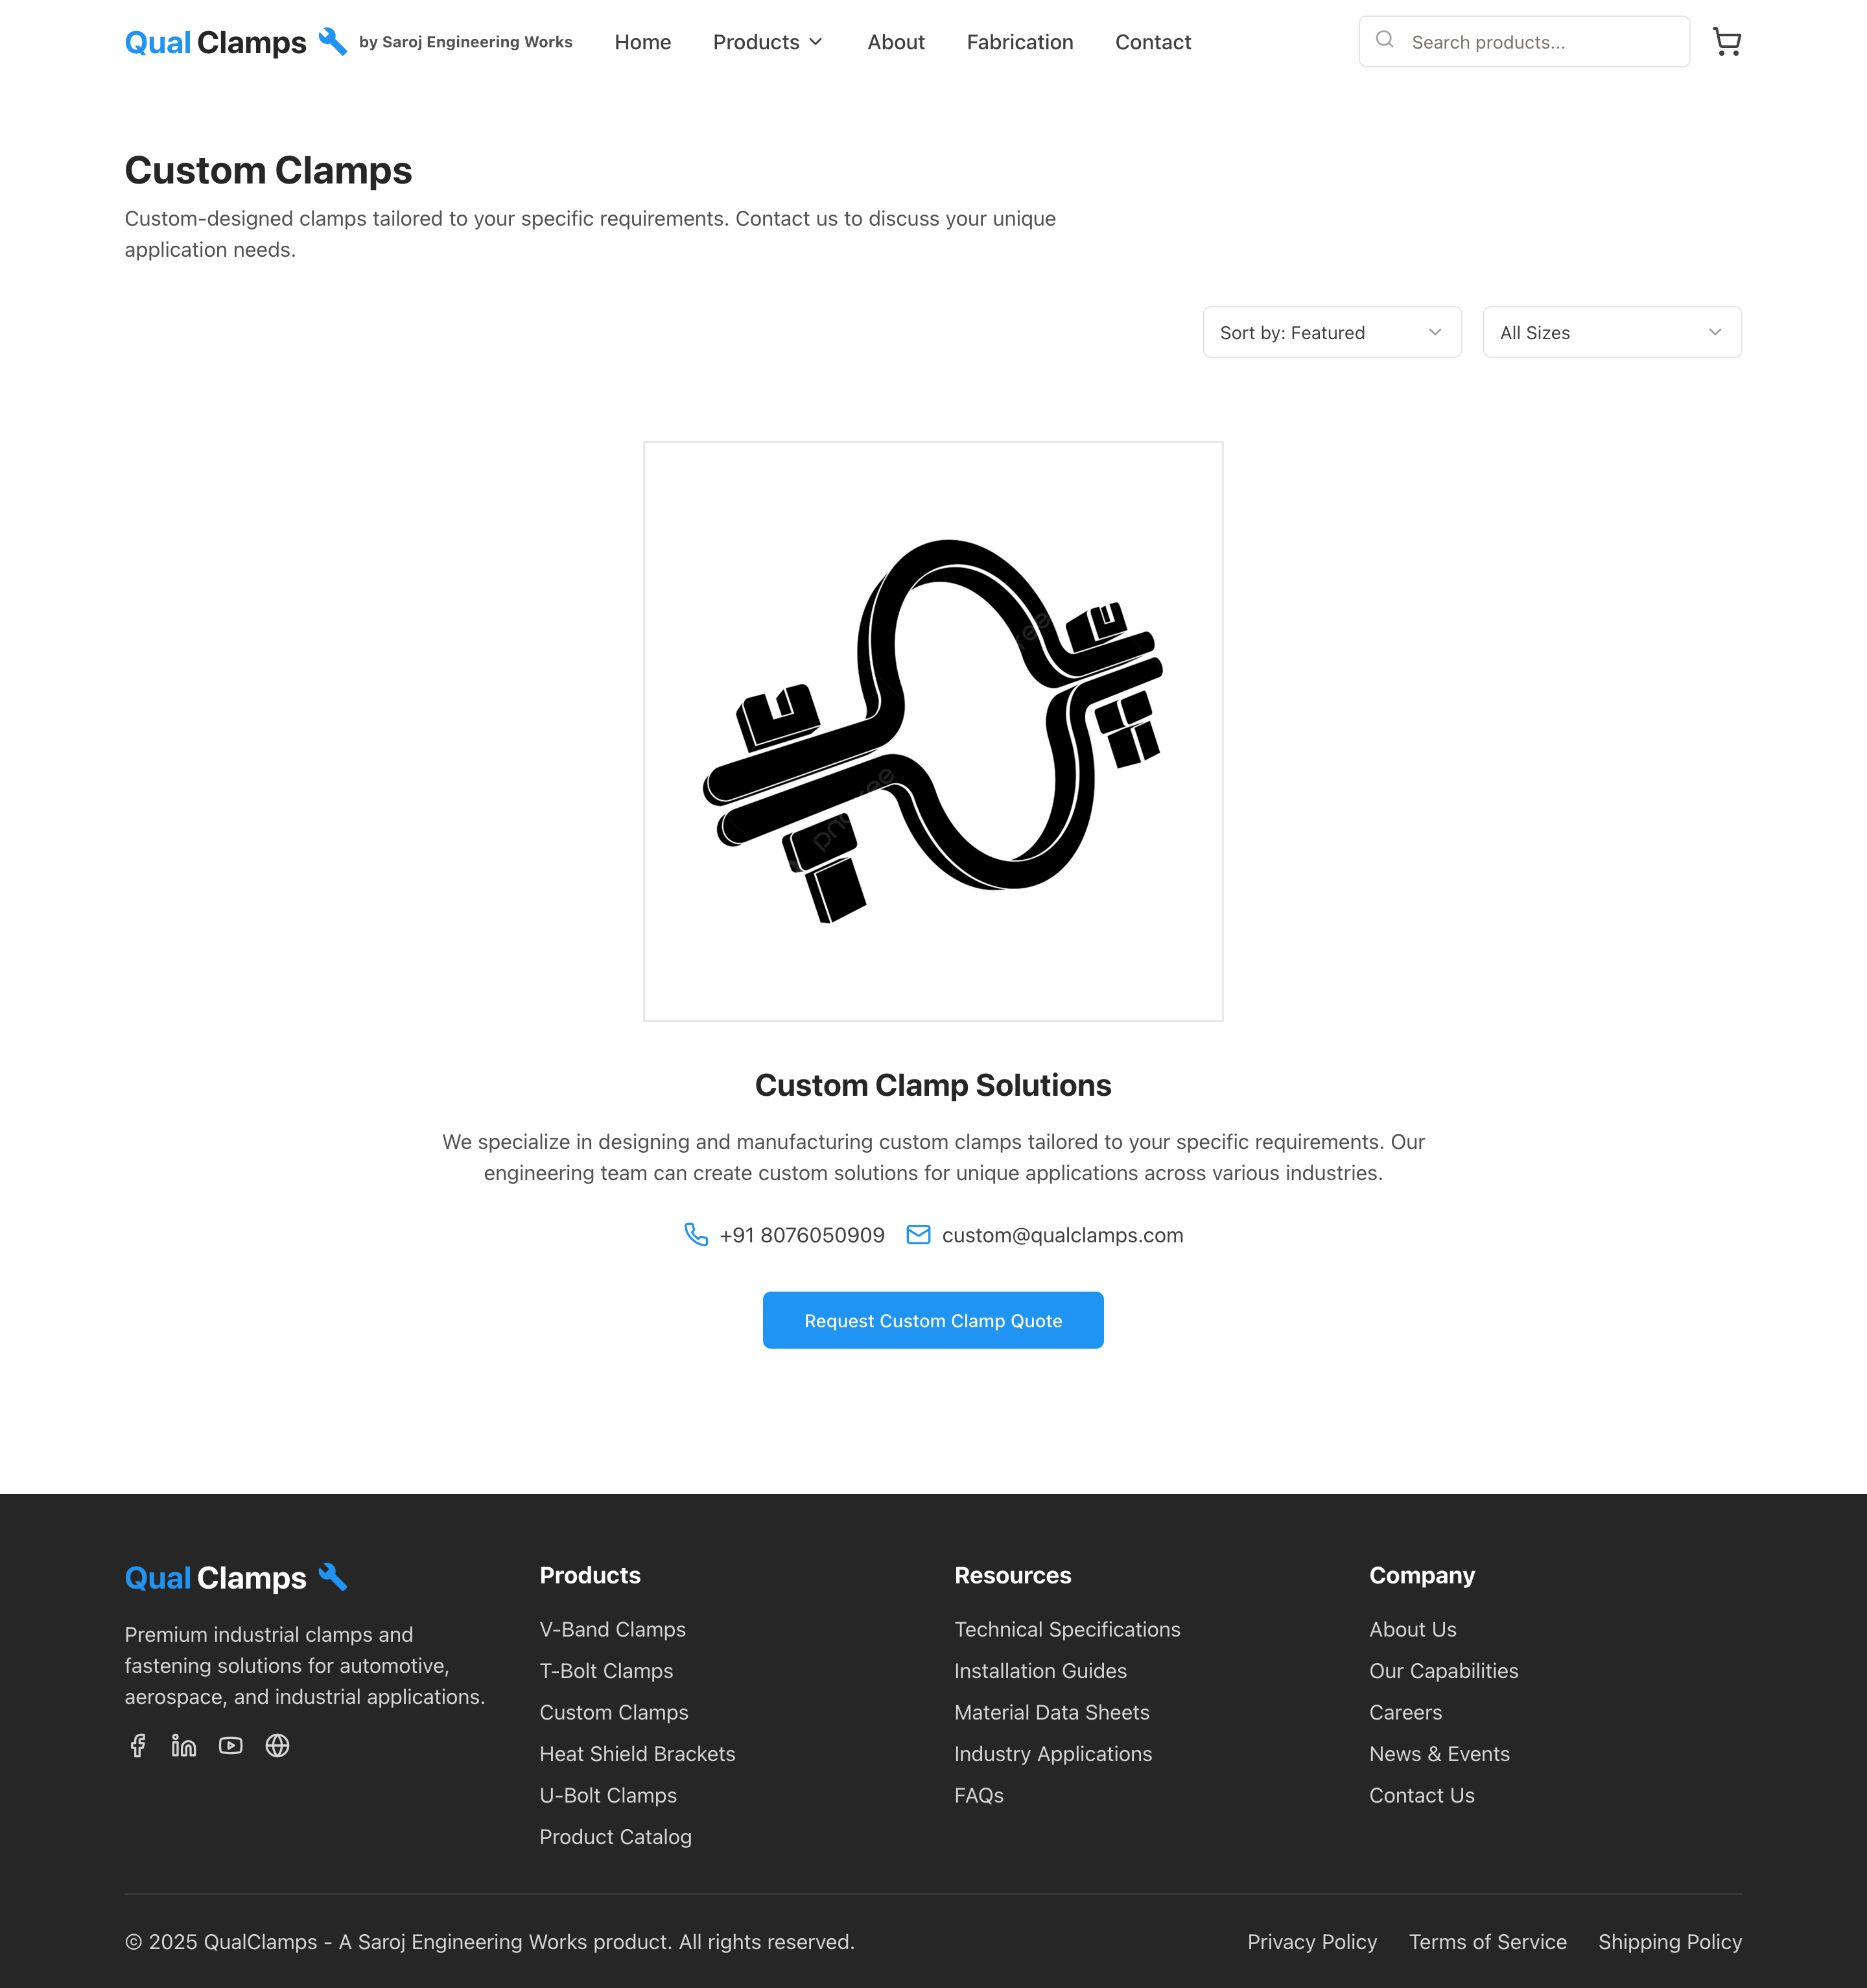 Qual Clamps by Saroj Engineering Works Home Products About Fabrication Contact Search products...
Custom Clamps
Custom-designed clamps tailored to your specific requirements. Contact us to discuss your unique
application needs.
Sort by: Featured All Sizes
Custom Clamp Solutions
We specialize in designing and manufacturing custom clamps tailored to your specific requirements. Our
engineering team can create custom solutions for unique applications across various industries.
+91 8076050909 custom@qualclamps.com
Request Custom Clamp Quote
Qual Clamps
Premium industrial clamps and
fastening solutions for automotive,
aerospace, and industrial applications.
Products
V-Band Clamps
T-Bolt Clamps
Custom Clamps
Heat Shield Brackets
U-Bolt Clamps
Product Catalog
Resources
Technical Specifications
Installation Guides
Material Data Sheets
Industry Applications
FAQs
Company
About Us
Our Capabilities
Careers
News & Events
Contact Us
© 2025 QualClamps - A Saroj Engineering Works product. All rights reserved.
Privacy Policy Terms of Service Shipping Policy